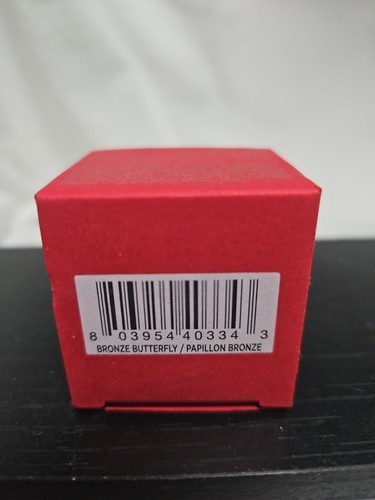 8 03954 40334 3
BRONZE BUTTERFLY / PAPILLON BRONZE